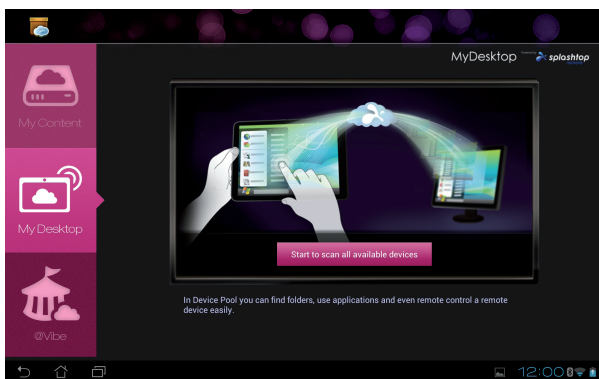 MyDesktop splashtop
My Content
My Desktop
Start to scan all available devices
In Device Pool you can find folders, use applications and even remote control a remote
device easily.
@Vibe
12:00